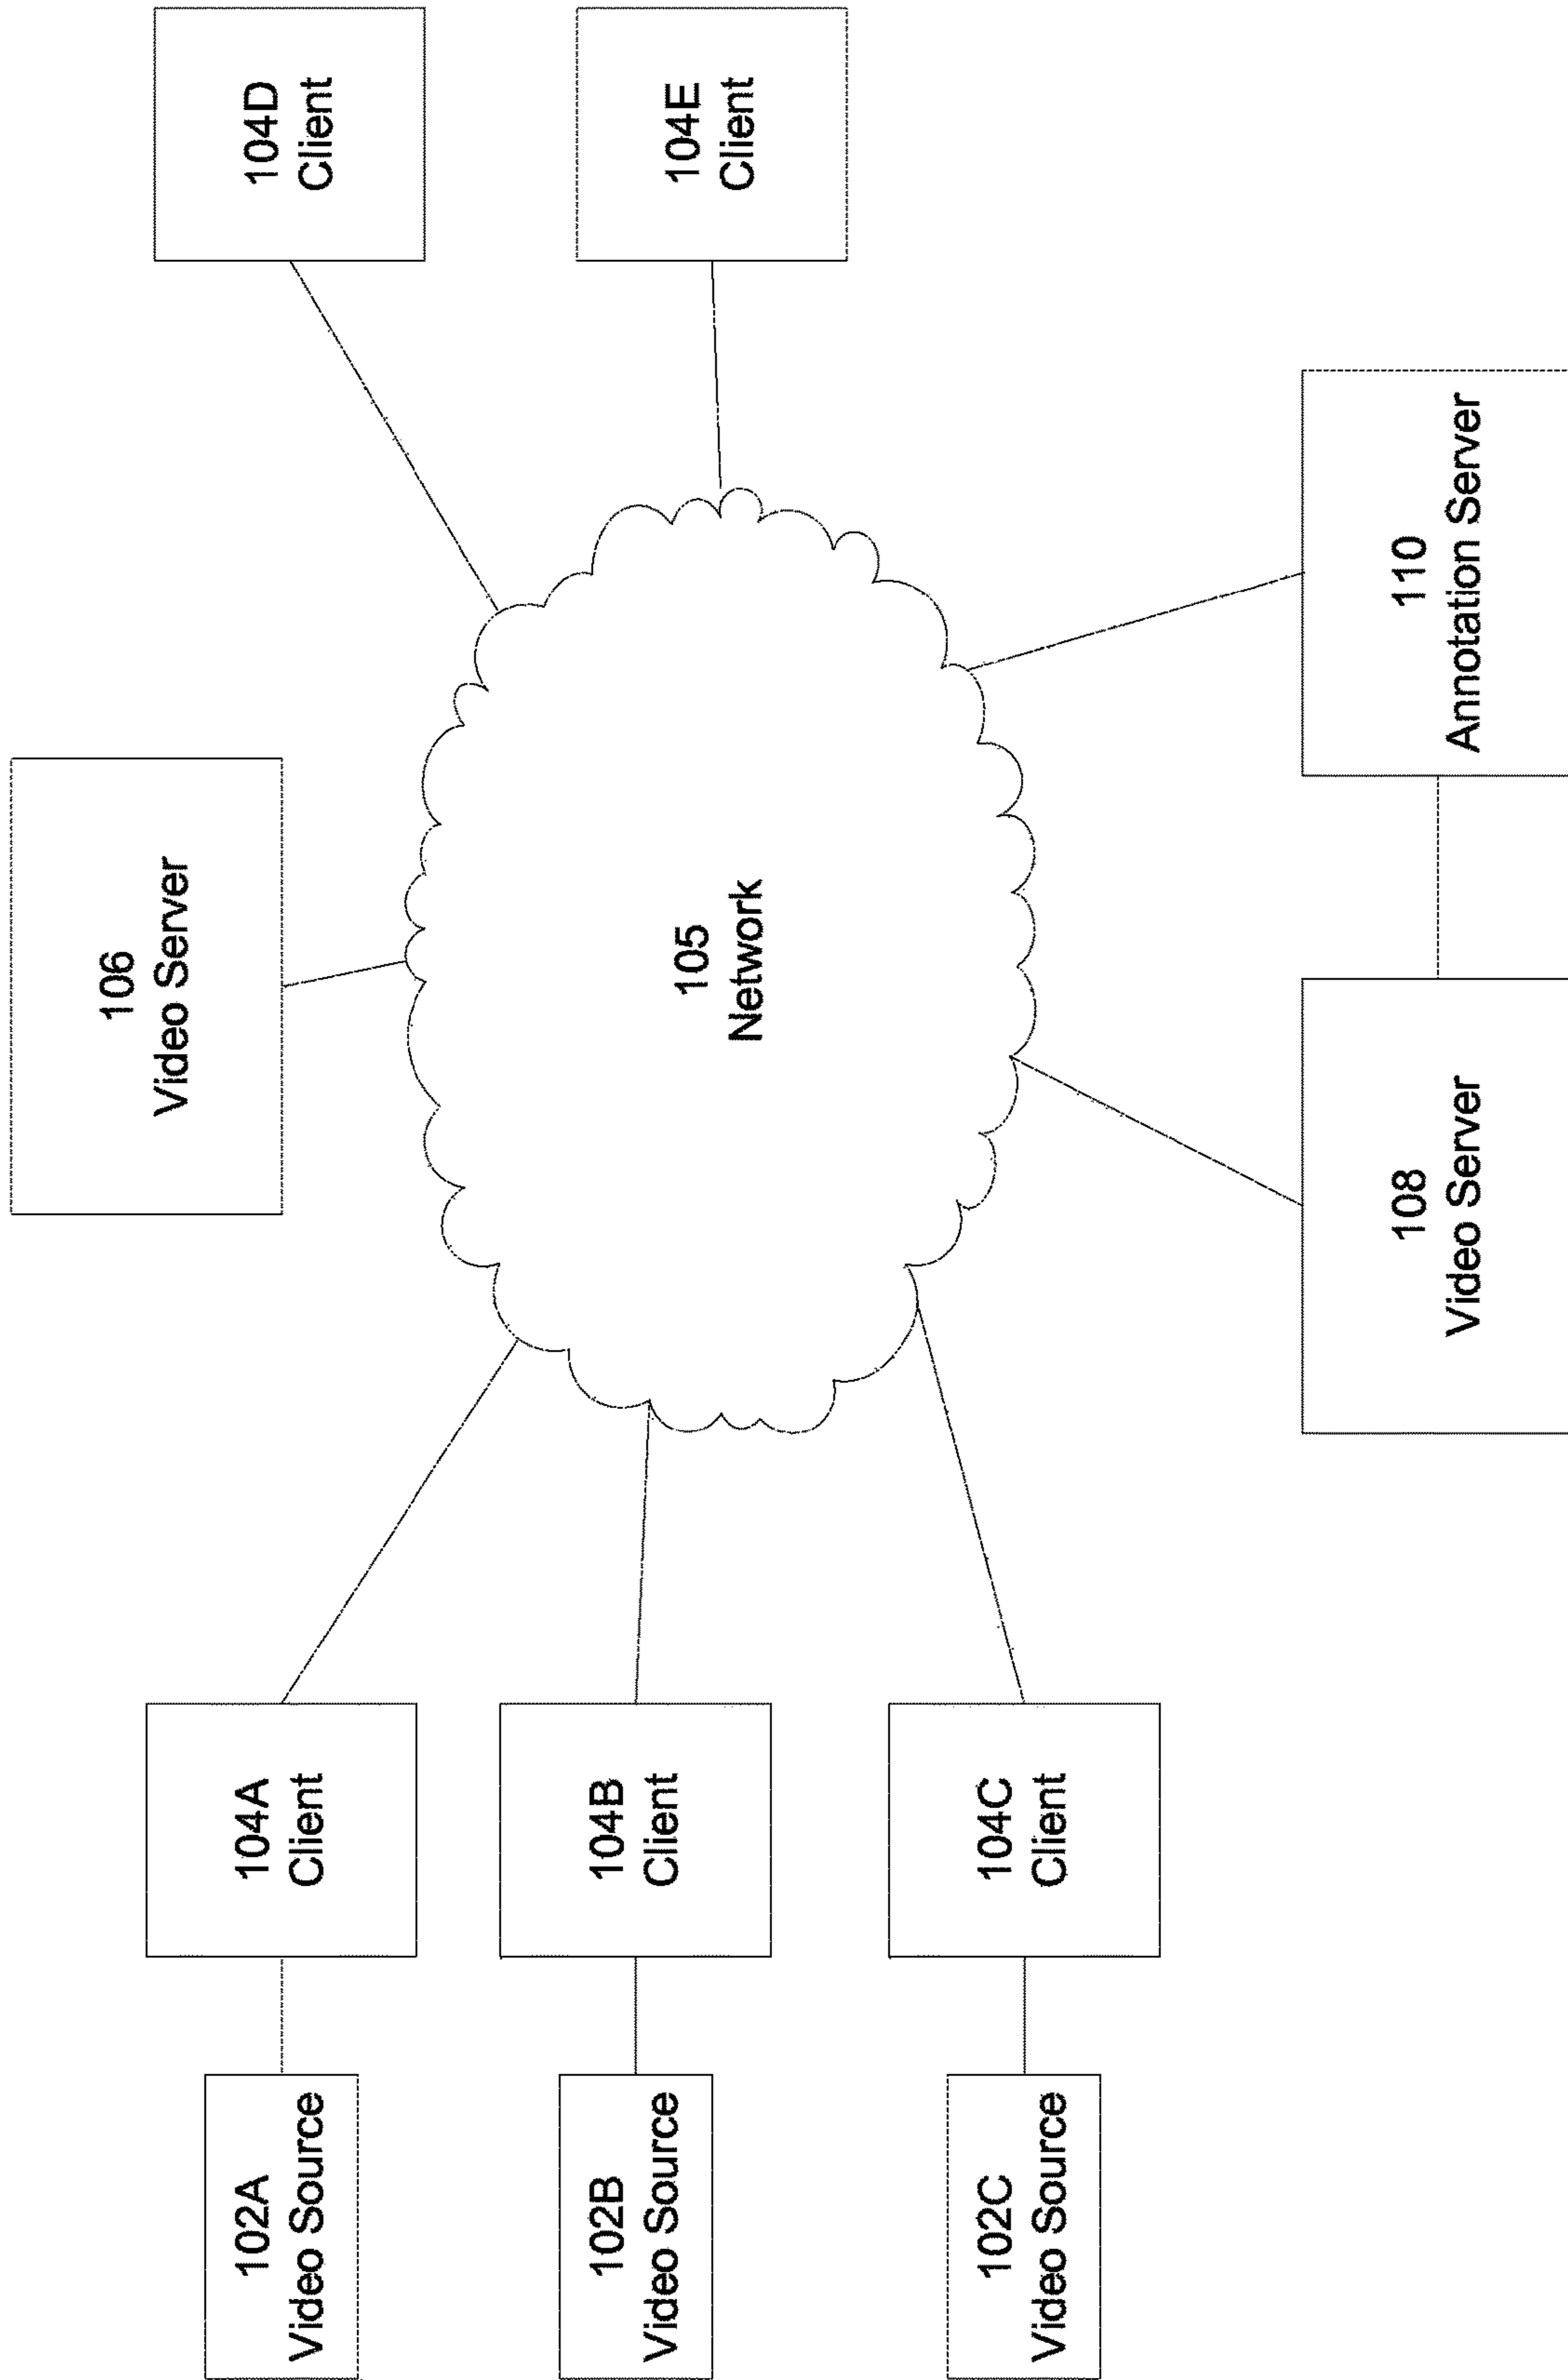 106
Video Server
102A
Video Source
104A
Client
104D
Client
102B
Video Source
104B
Client
105
Network
104E
Client
102C
Video Source
104C
Client
108
Video Server
110
Annotation Server